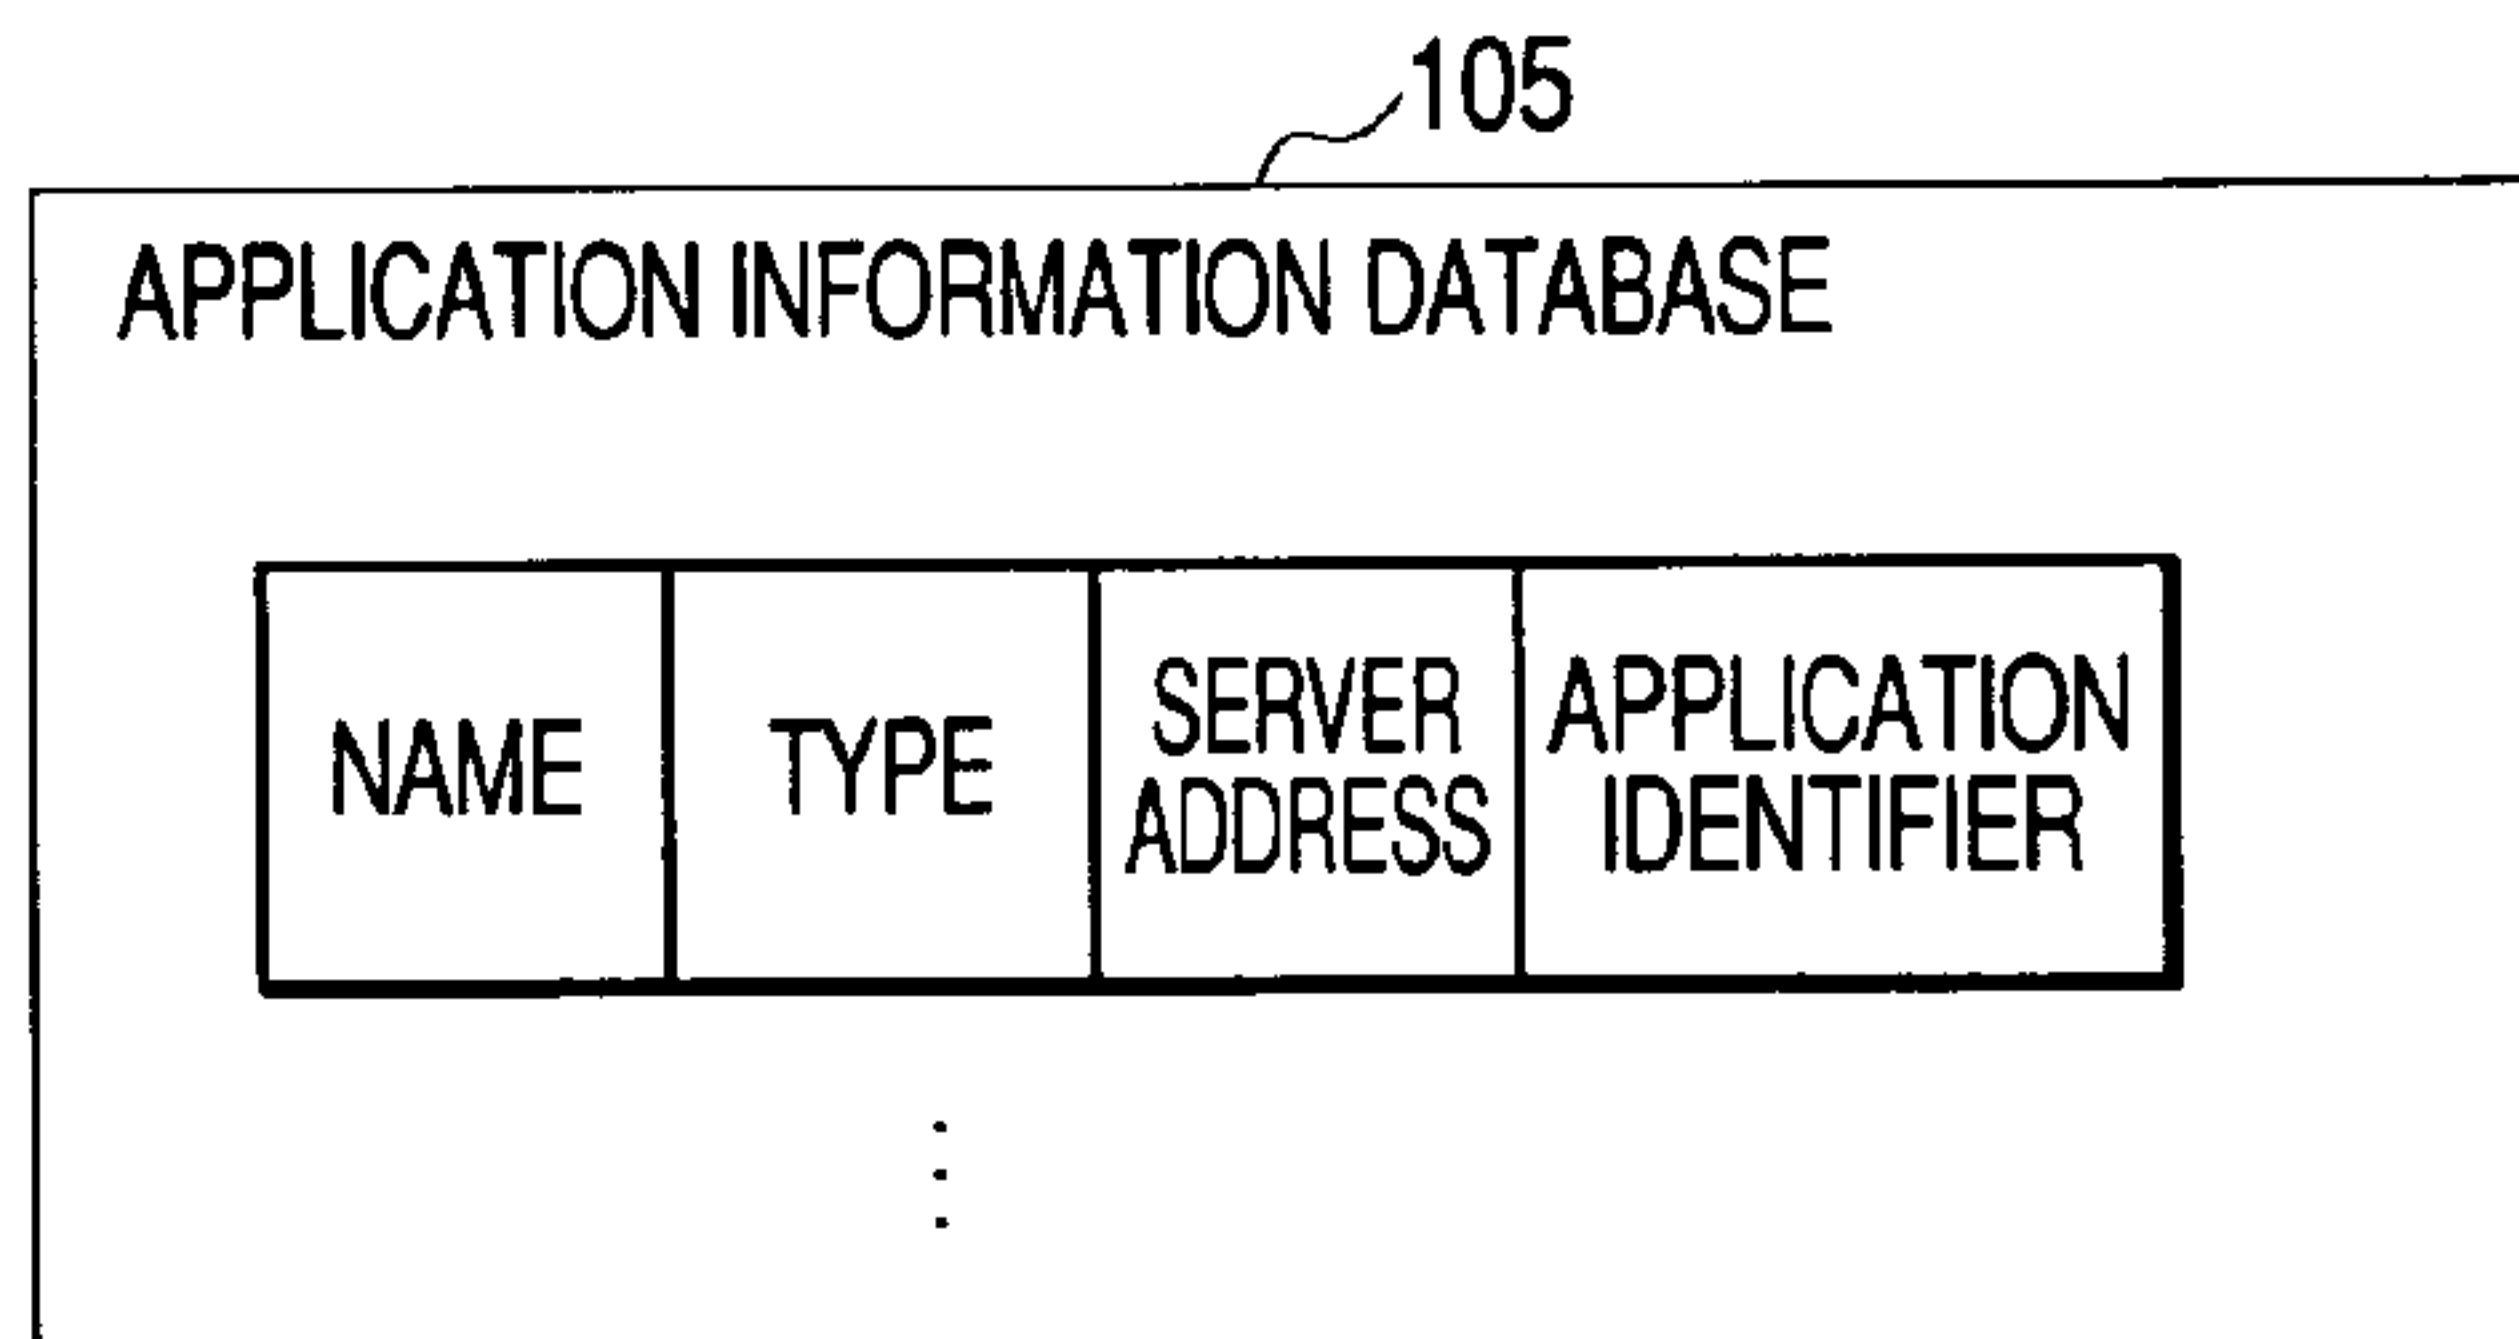 105
APPLICATION INFORMATION DATABASE
NAME
TYPE
SERVER
ADDRESS
APPLICATION
IDENTIFIER